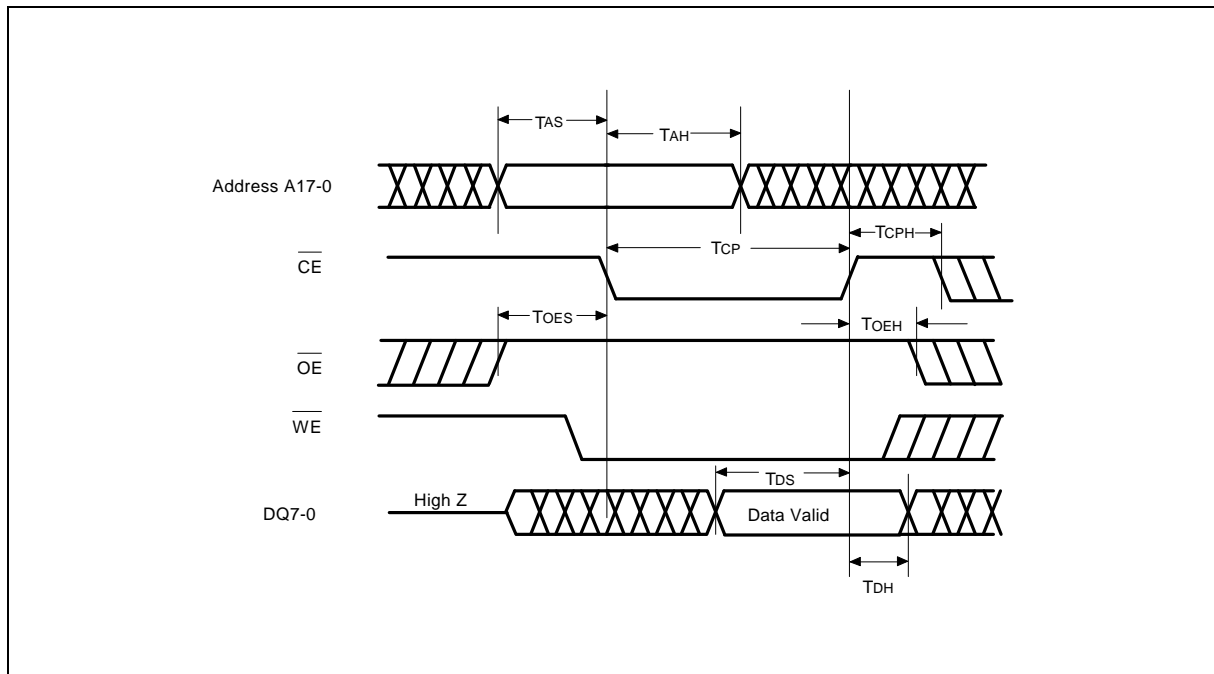 TAS
TAH
Address A17-0
TCPH
TCP
CE
TOES
TOEH
OE
WE
TDS
High Z
Data Valid
DQ7-0
TDH